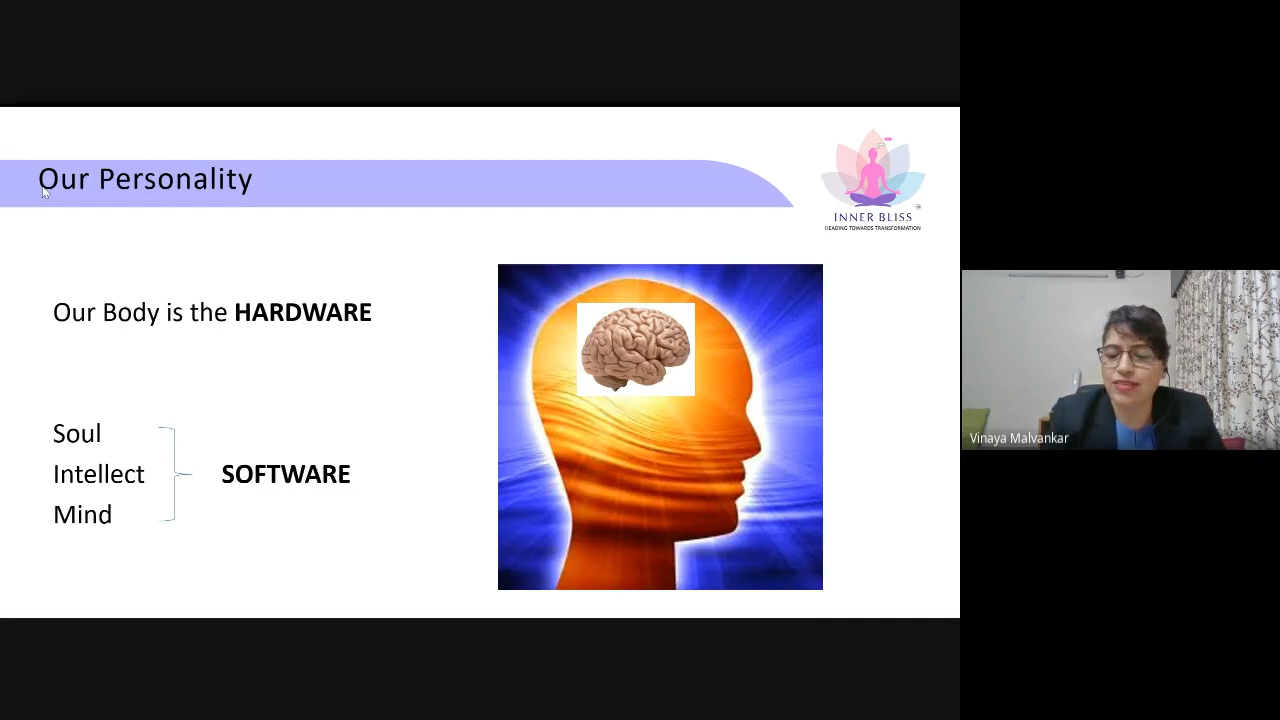 Our Personality
INNER BLISS
HEADING TOWARDS TRANSFORMATION
Our Body is the HARDWARE
Soul
Intellect
Mind
SOFTWARE
Vinaya Malvankar